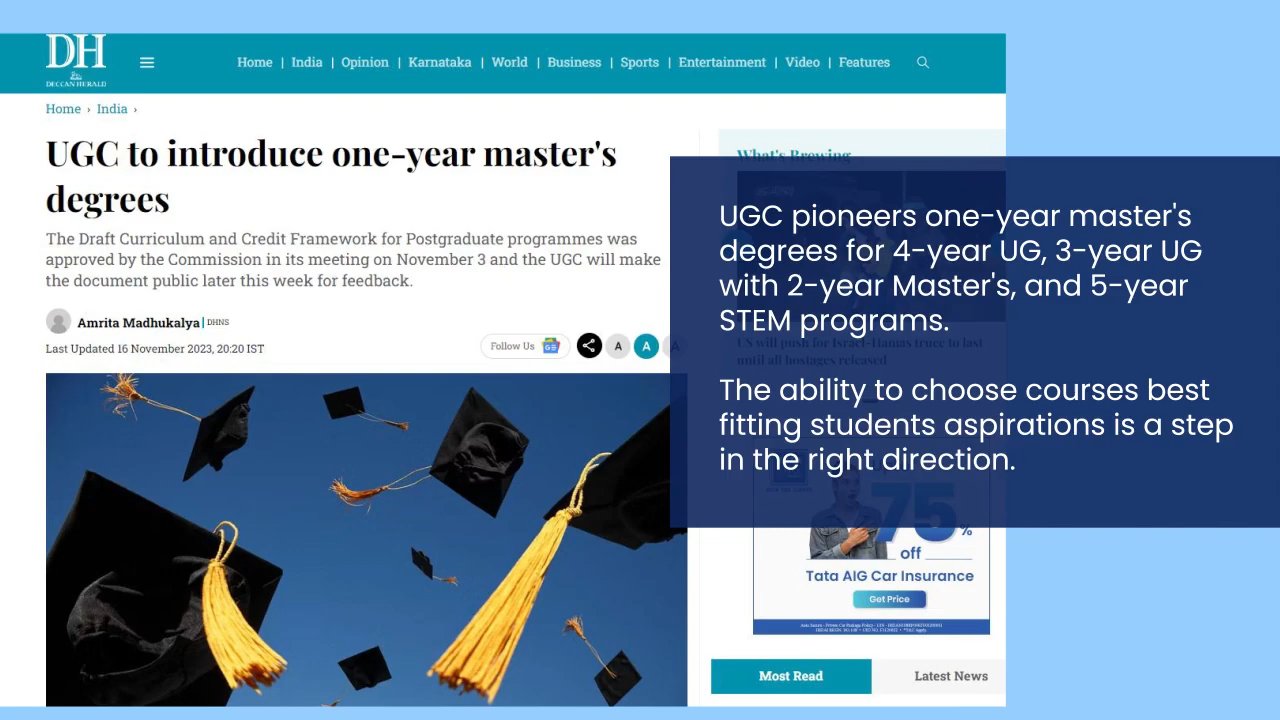 DH
DECCAN HERALD
Home | India | Opinion | Karnataka | World | Business | Sports | Entertainment | Video | Features
Home › India ›
UGC to introduce one-year master's
degrees
The Draft Curriculum and Credit Framework for Postgraduate programmes was
approved by the Commission in its meeting on November 3 and the UGC will make
the document public later this week for feedback.
Amrita Madhukalya | DHNS
Last Updated 16 November 2023, 20:20 IST
Follow Us
A
A
A
What's Brewing
UGC pioneers one-year master's
degrees for 4-year UG, 3-year UG
with 2-year Master's, and 5-year
STEM programs.
US will push for Israel-Hamas truce to last
until all hostages released
The ability to choose courses best
fitting students aspirations is a step
in the right direction.
75%
off
Tata AIG Car Insurance
Get Price
Most Read
Latest News